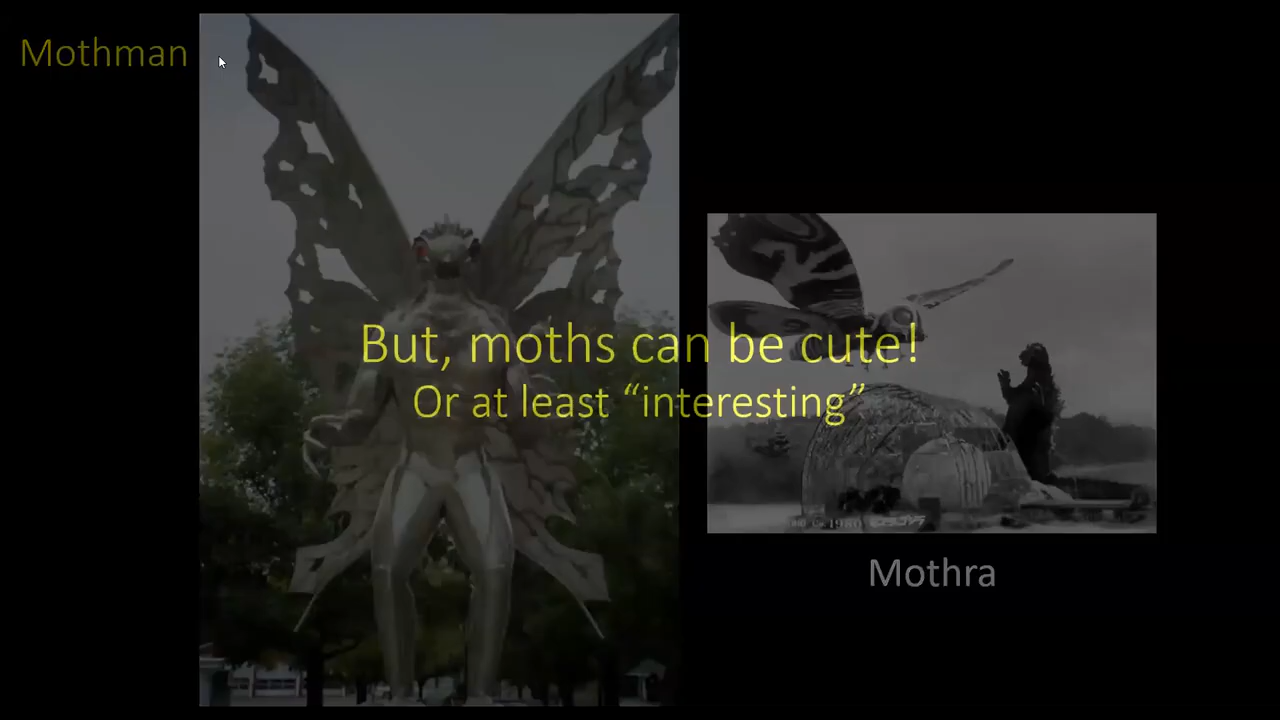 Mothman
But, moths can be cute!
Or at least “interesting”
Mothra